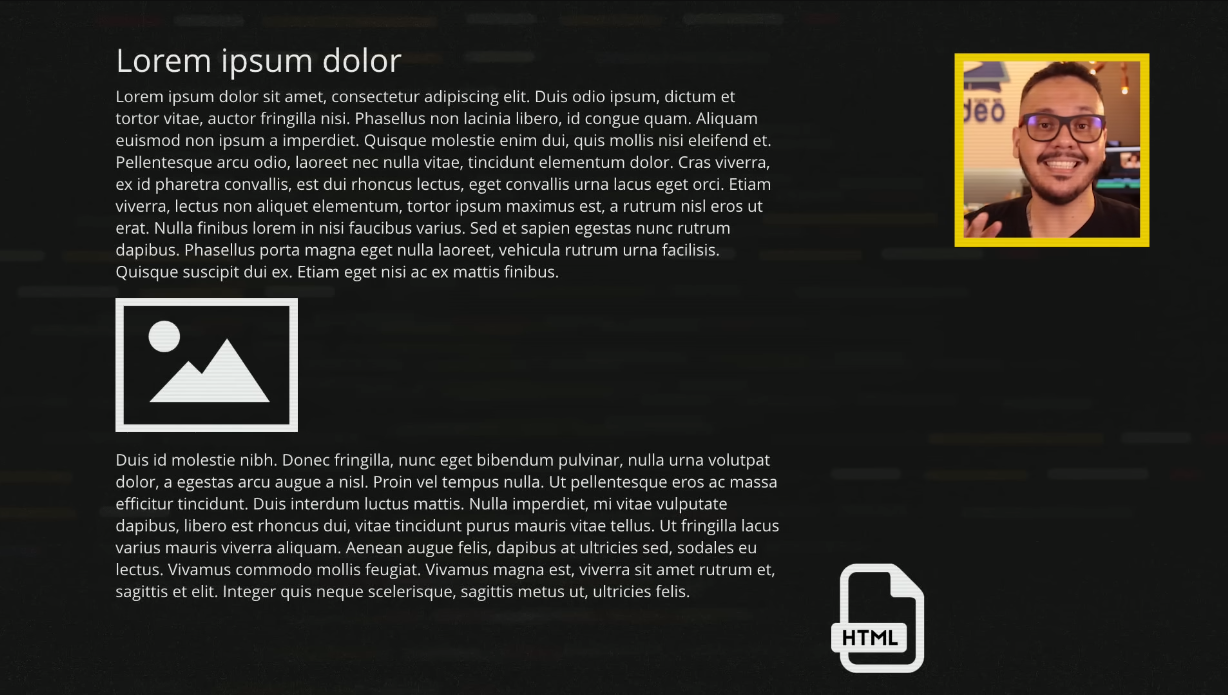 Lorem ipsum dolor
Lorem ipsum dolor sit amet, consectetur adipiscing elit. Duis odio ipsum, dictum et
tortor vitae, auctor fringilla nisi. Phasellus non lacinia libero, id congue quam. Aliquam
euismod non ipsum a imperdiet. Quisque molestie enim dui, quis mollis nisi eleifend et.
Pellentesque arcu odio, laoreet nec nulla vitae, tincidunt elementum dolor. Cras viverra,
ex id pharetra convallis, est dui rhoncus lectus, eget convallis urna lacus eget orci. Etiam
viverra, lectus non aliquet elementum, tortor ipsum maximus est, a rutrum nisl eros ut
erat. Nulla finibus lorem in nisi faucibus varius. Sed et sapien egestas nunc rutrum
dapibus. Phasellus porta magna eget nulla laoreet, vehicula rutrum urna facilisis.
Quisque suscipit dui ex. Etiam eget nisi ac ex mattis finibus.
Duis id molestie nibh. Donec fringilla, nunc eget bibendum pulvinar, nulla urna volutpat
dolor, a egestas arcu augue a nisl. Proin vel tempus nulla. Ut pellentesque eros ac massa
efficitur tincidunt. Duis interdum luctus mattis. Nulla imperdiet, mi vitae vulputate
dapibus, libero est rhoncus dui, vitae tincidunt purus mauris vitae tellus. Ut fringilla lacus
varius mauris viverra aliquam. Aenean augue felis, dapibus at ultricies sed, sodales eu
lectus. Vivamus commodo mollis feugiat. Vivamus magna est, viverra sit amet rutrum et,
sagittis et elit. Integer quis neque scelerisque, sagittis metus ut, ultricies felis.
HTML